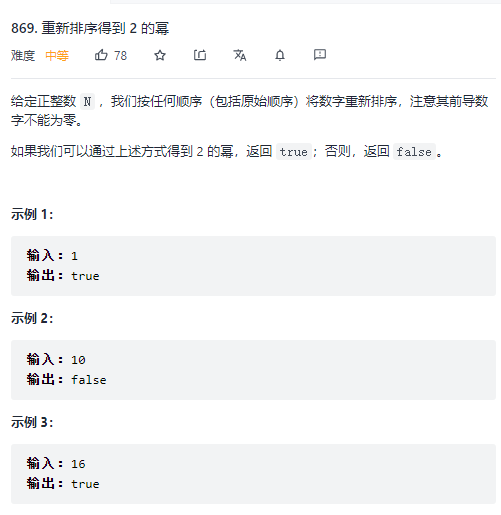 869. 重新排序得到 2 的幂
难度 中等 78
给定正整数 N ，我们按任何顺序（包括原始顺序）将数字重新排序，注意其前导数
字不能为零。
如果我们可以通过上述方式得到 2 的幂，返回 true；否则，返回 false。
示例 1：
输入：1
输出：true
示例 2：
输入：10
输出：false
示例 3：
输入：16
输出：true